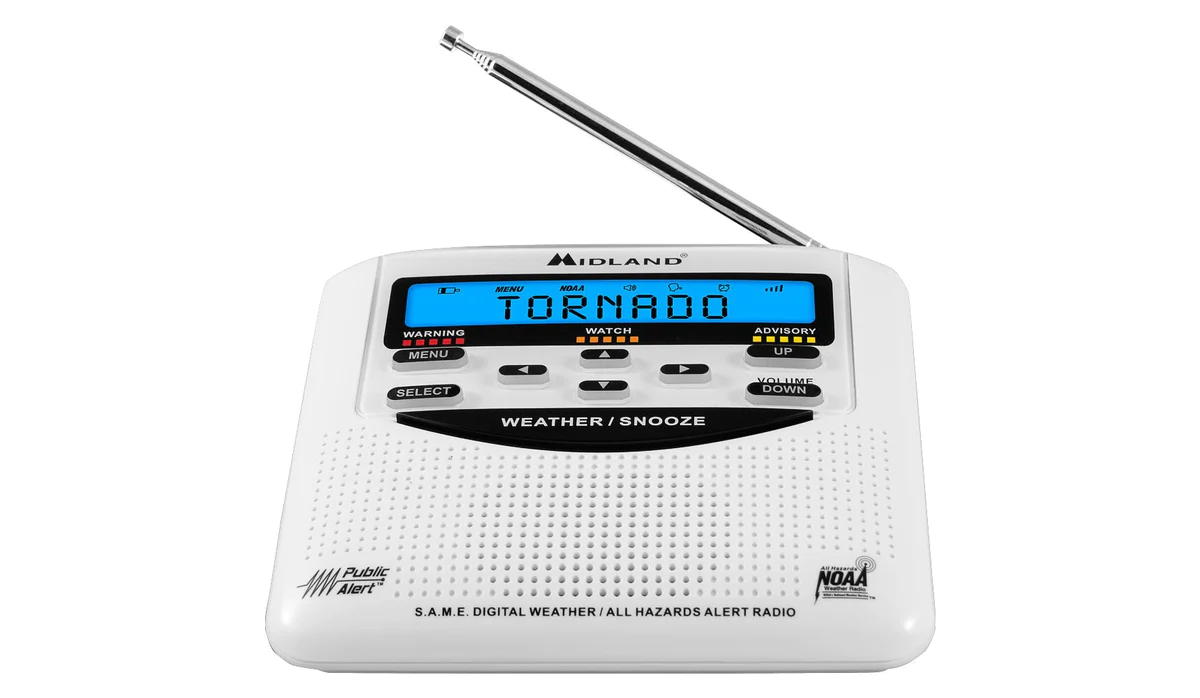 MIDLAND®
MENU NOAA
TORNADO
WARNING WATCH ADVISORY
MENU UP
VOLUME
SELECT DOWN
WEATHER / SNOOZE
Public
Alert™
All Hazards
NOAA
Weather Radio
S.A.M.E. DIGITAL WEATHER / ALL HAZARDS ALERT RADIO